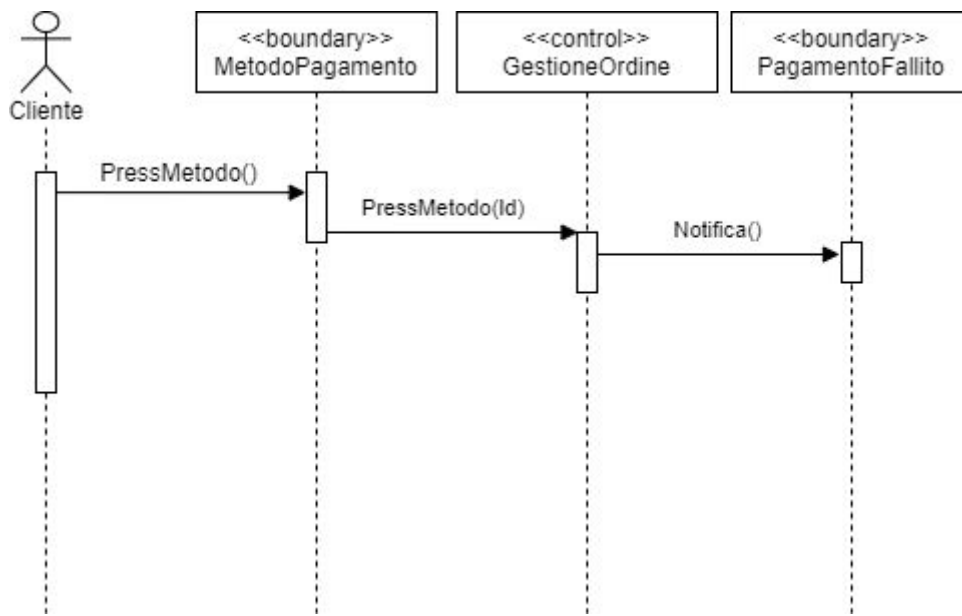 <<boundary>>
MetodoPagamento
<<control>>
GestioneOrdine
<<boundary>>
PagamentoFallito
Cliente
PressMetodo()
PressMetodo(Id)
Notifica()